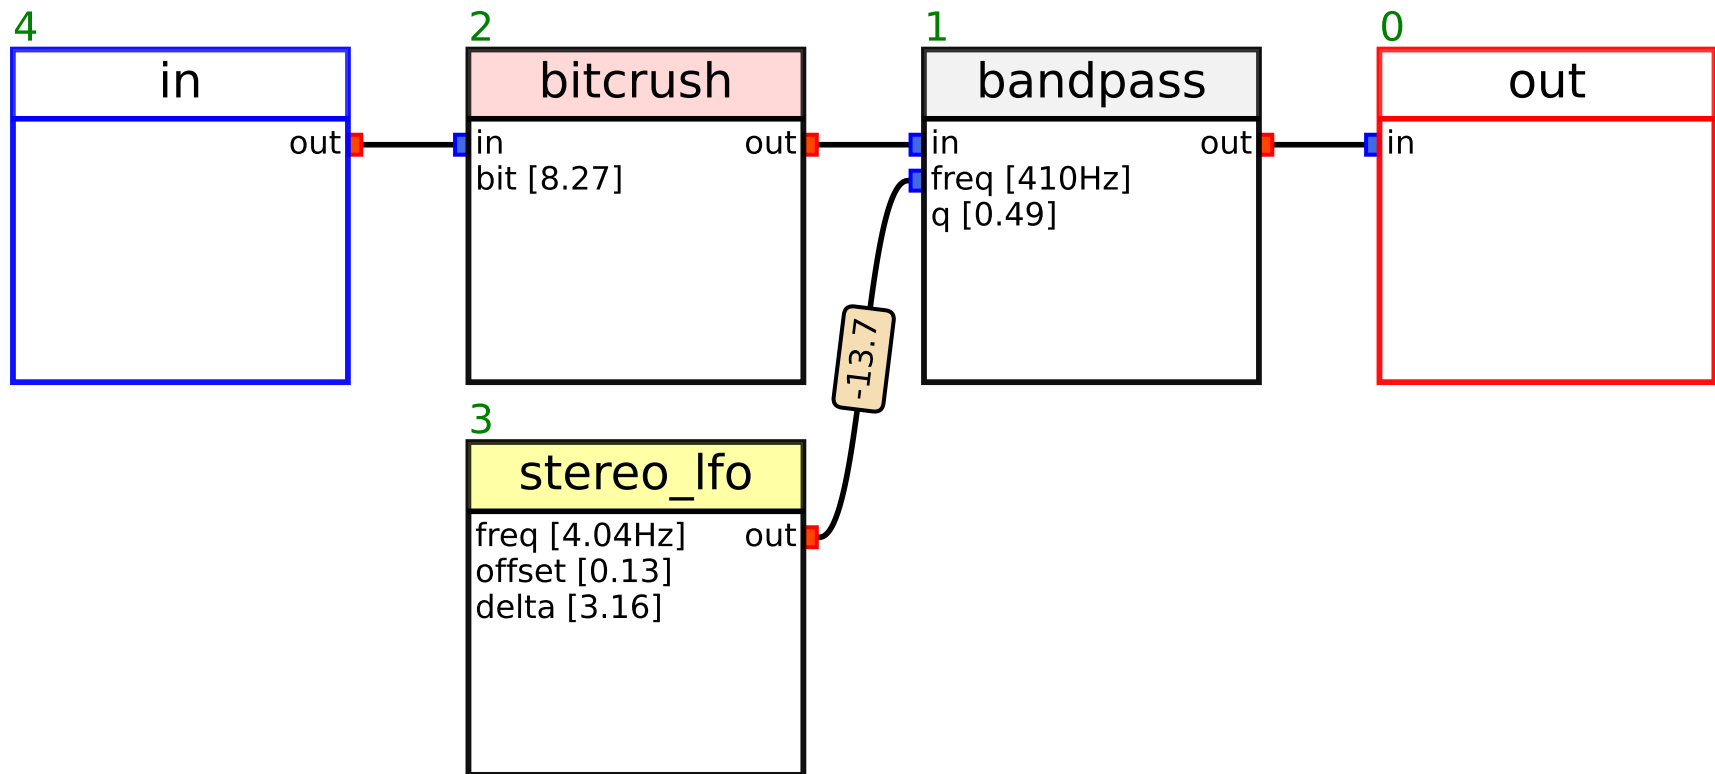 4
in
out
2
bitcrush
in
out
bit [8.27]
1
bandpass
in
out
freq [410Hz]
q [0.49]
0
out
in
-13.7
3
stereo_lfo
freq [4.04Hz]
out
offset [0.13]
delta [3.16]